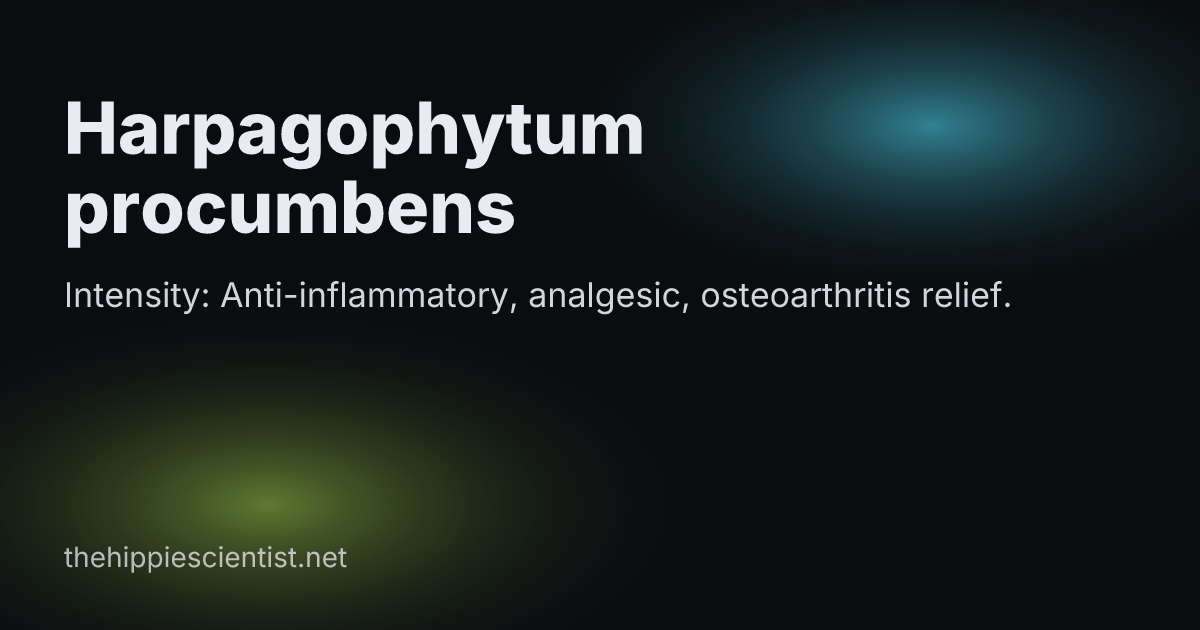 Harpagophytum
procumbens
Intensity: Anti-inflammatory, analgesic, osteoarthritis relief.
thehippiescientist.net